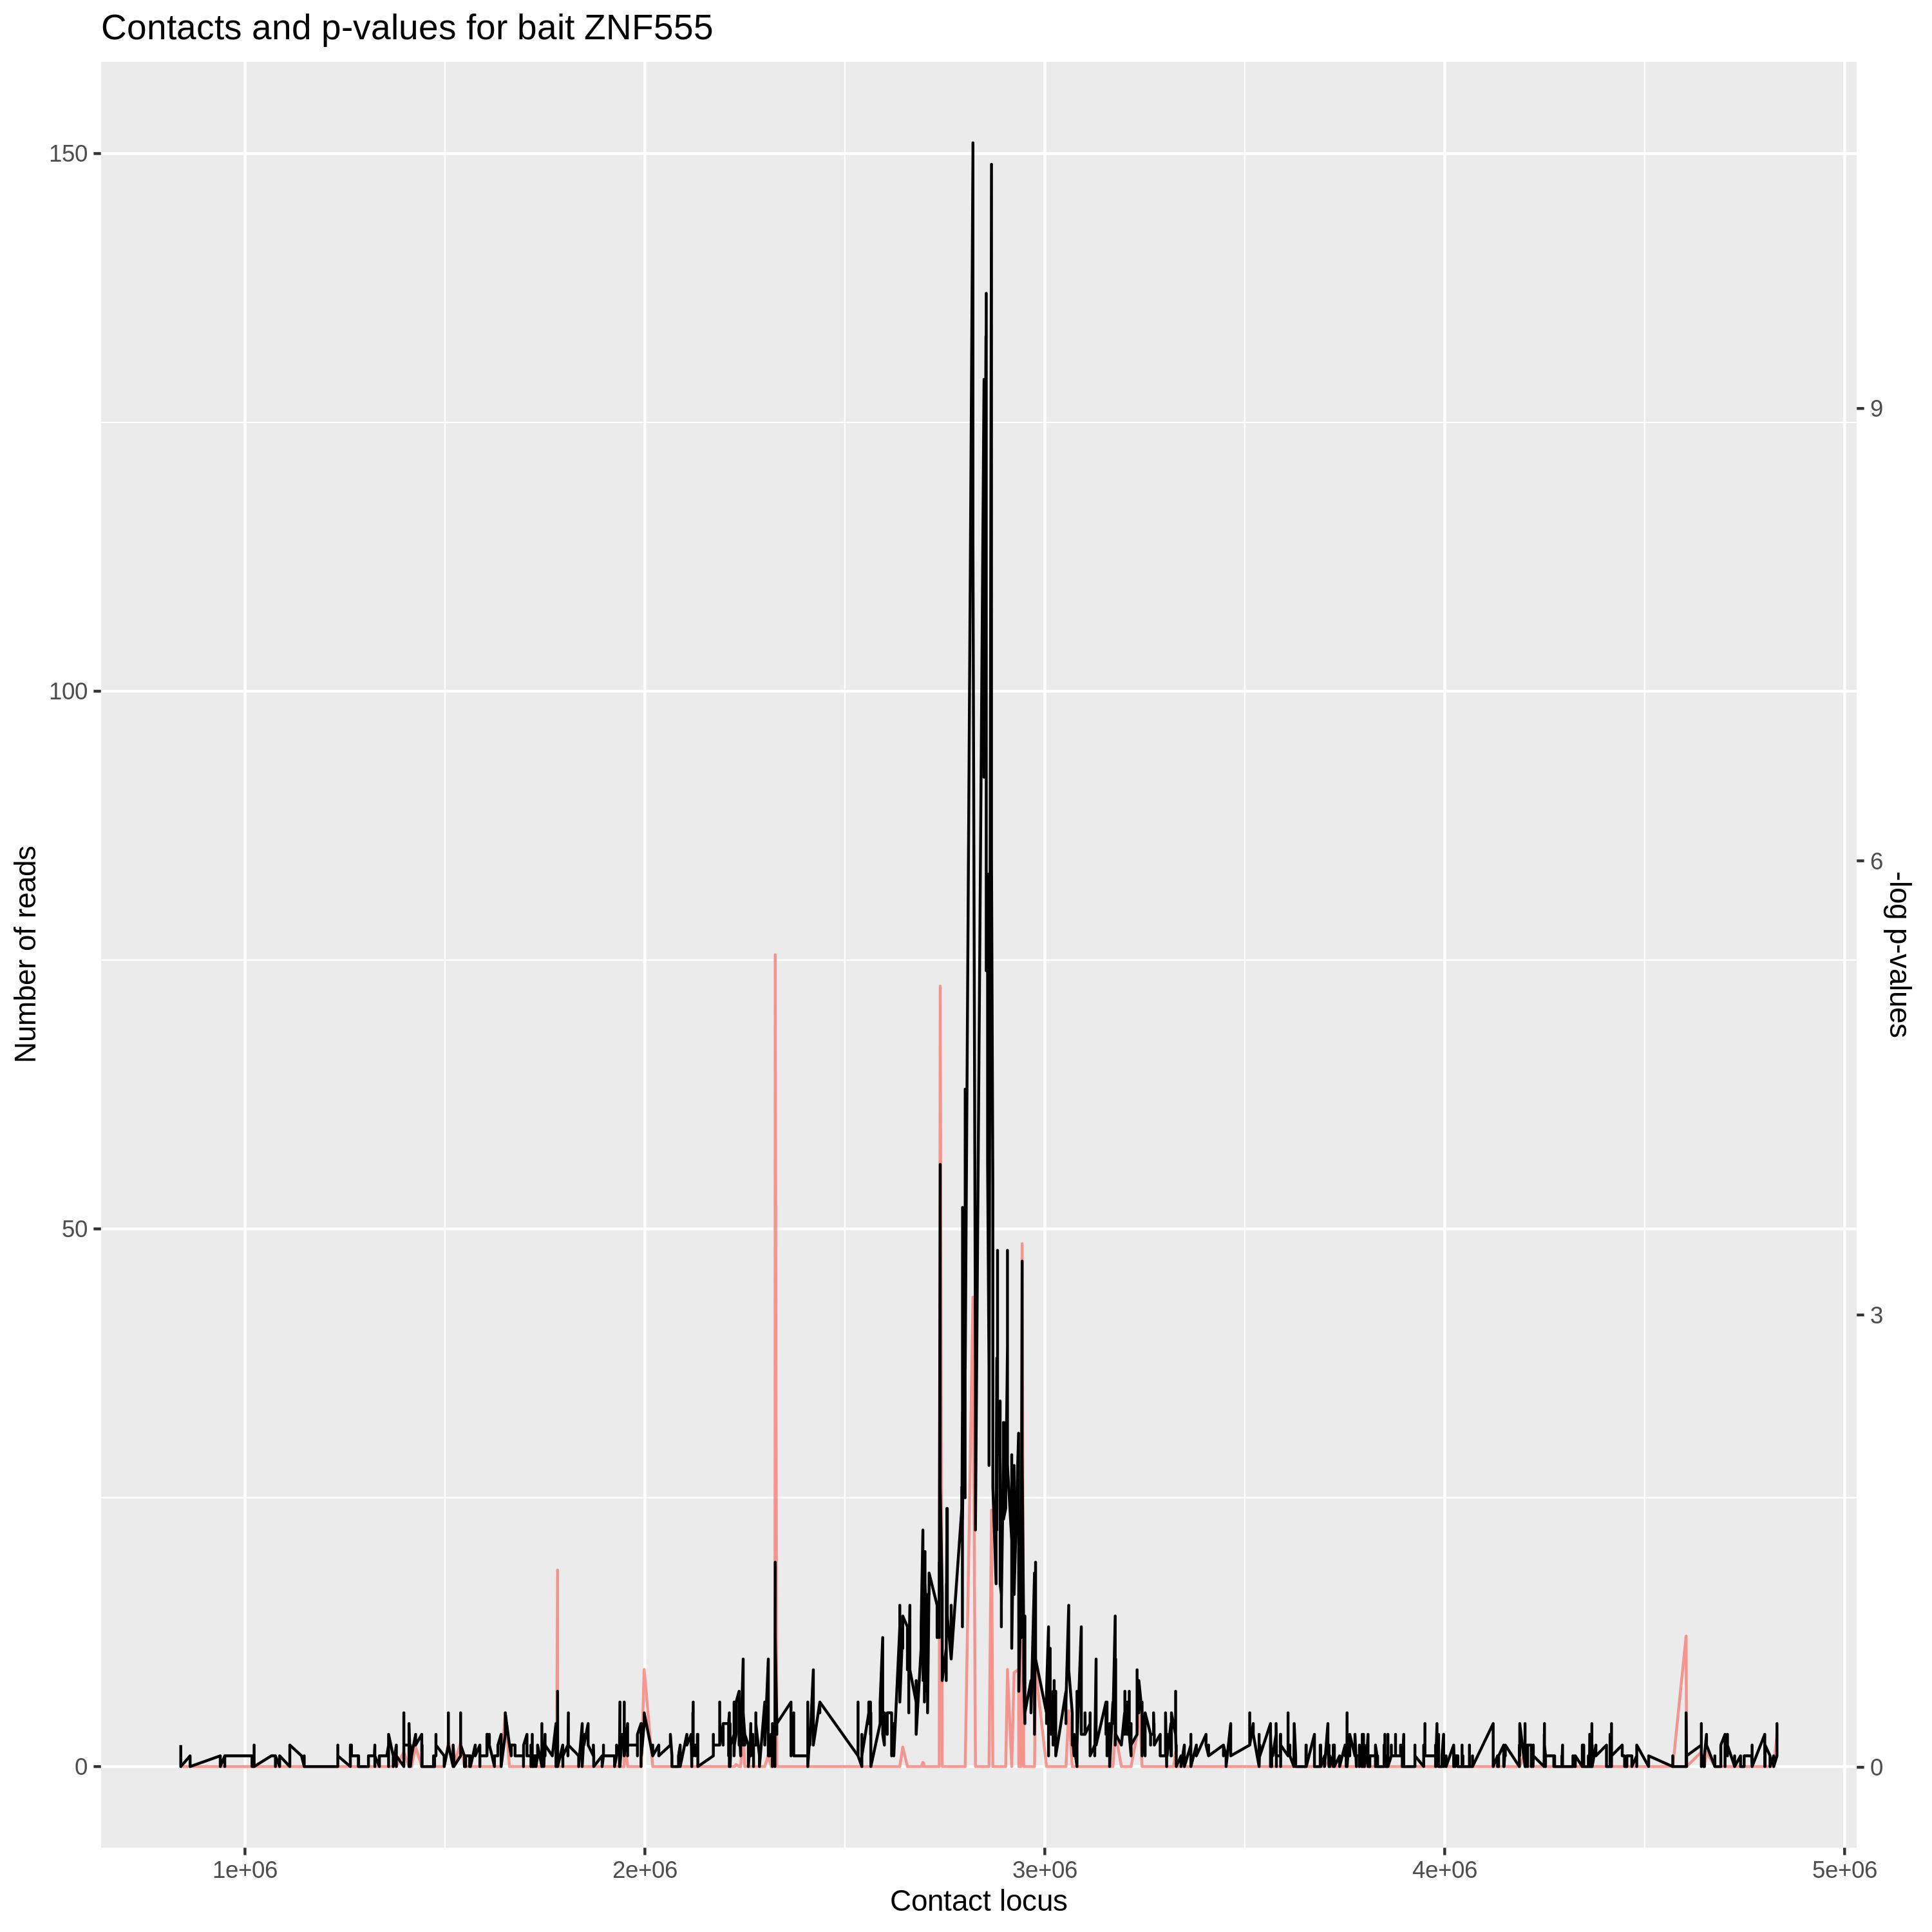 Contacts and p-values for bait ZNF555
150
100
50
0
Number of reads
9
6
3
0
-log p-values
1e+06 2e+06 3e+06 4e+06 5e+06
Contact locus